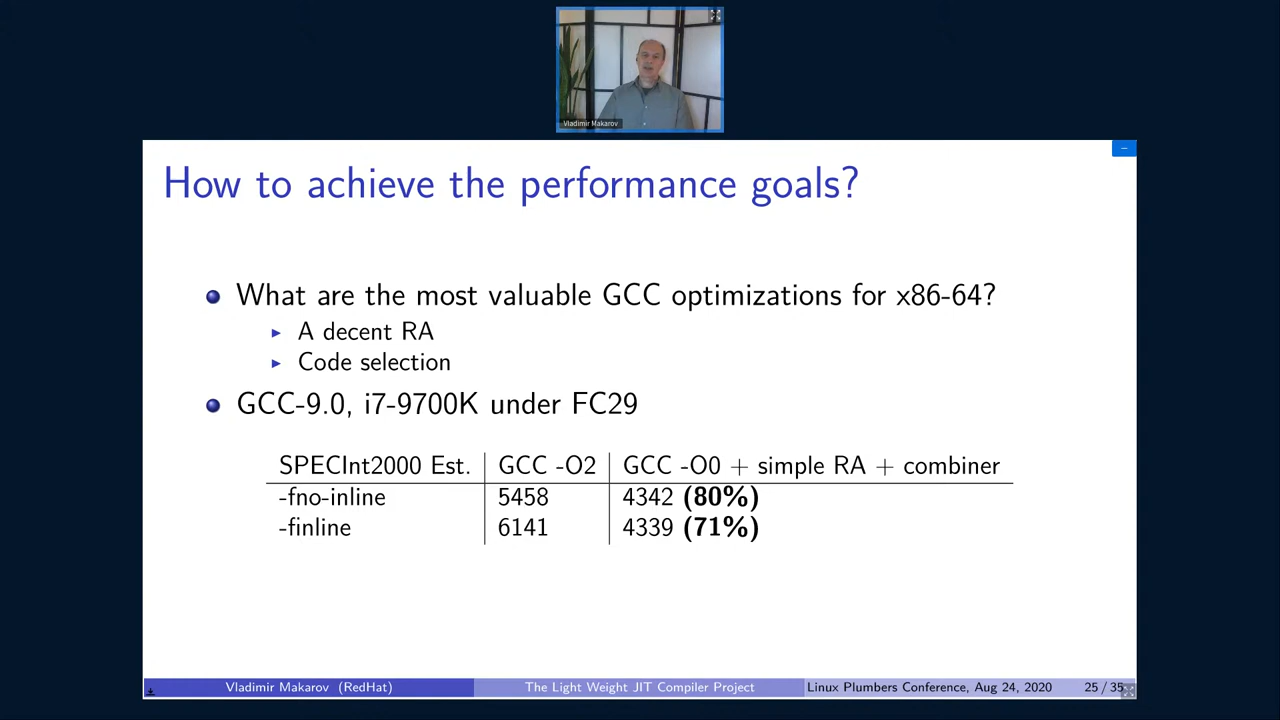 Vladimir Makarov
How to achieve the performance goals?
What are the most valuable GCC optimizations for x86-64?
A decent RA
Code selection
GCC-9.0, i7-9700K under FC29
SPECInt2000 Est. GCC -O2 GCC -O0 + simple RA + combiner
-fno-inline 5458 4342 (80%)
-finline 6141 4339 (71%)
Vladimir Makarov (RedHat) The Light Weight JIT Compiler Project Linux Plumbers Conference, Aug 24, 2020 25 / 35